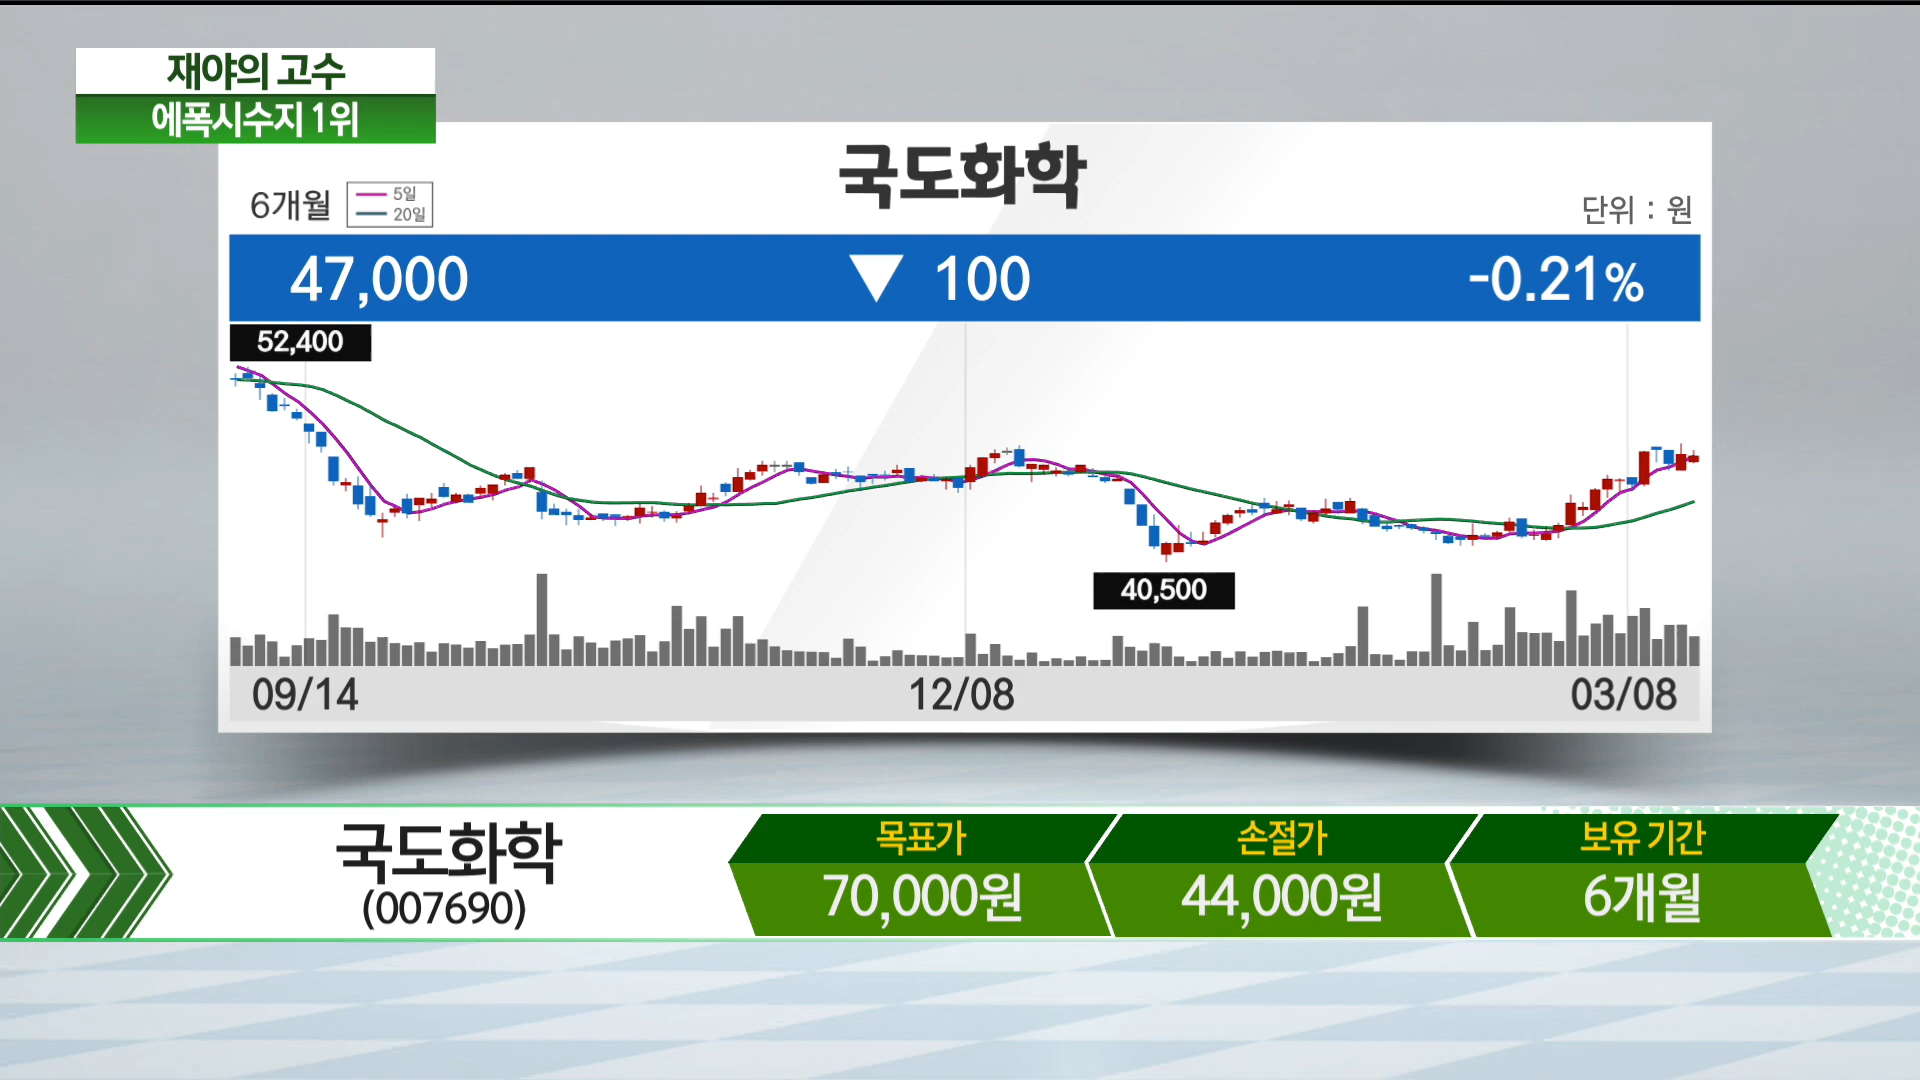 재야의 고수
에폭시수지 1위
국도화학
6개월
5일
20일
단위 : 원
47,000 ▼ 100 -0.21%
52,400
40,500
09/14 12/08 03/08
국도화학
(007690)
목표가 손절가 보유 기간
70,000원 44,000원 6개월